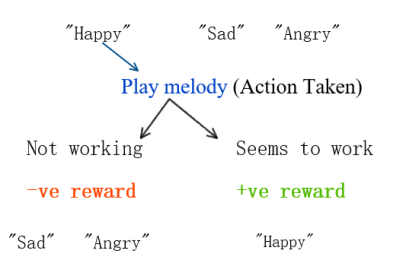 "Happy" "Sad" "Angry"
Play melody (Action Taken)
Not working Seems to work
-ve reward +ve reward
"Sad" "Angry" "Happy"